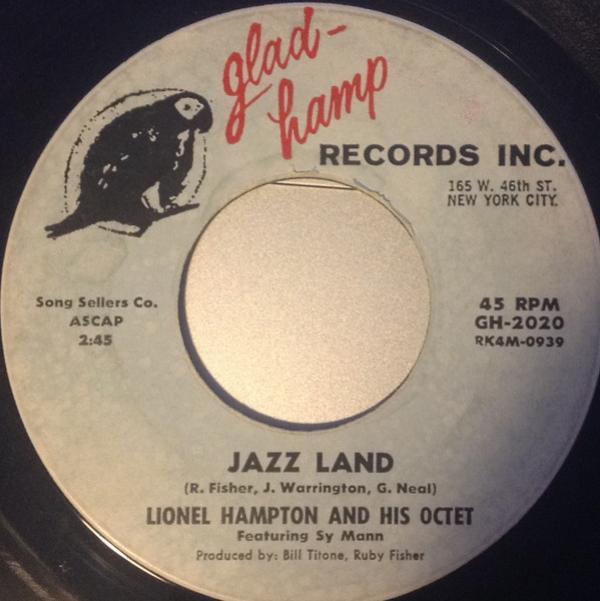 glad-
hamp
RECORDS INC.
165 W. 46th ST.
NEW YORK CITY.
Song Sellers Co.
ASCAP
2:45
45 RPM
GH-2020
RK4M-0939
JAZZ LAND
(R. Fisher, J. Warrington, G. Neal)
LIONEL HAMPTON AND HIS OCTET
Featuring Sy Mann
Produced by: Bill Titone, Ruby Fisher